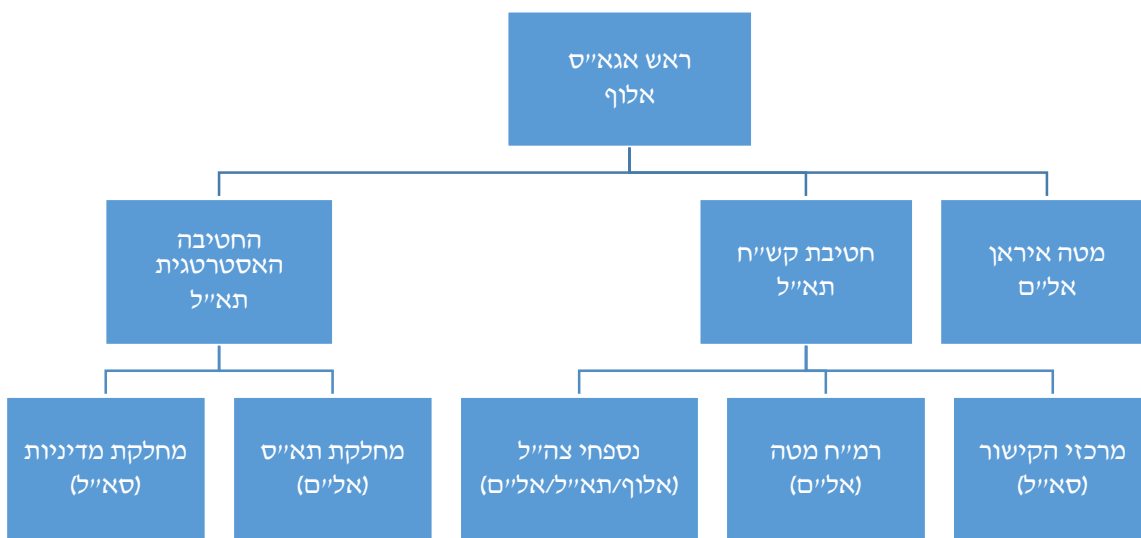 ראש אגא״ס
אלוף
מטה איראן
אל״ם
חטיבת קש״ח
תא״ל
החטיבה
האסטרטגית
תא״ל
מרכזי הקישור
(סא״ל)
רמ״ח מטה
(אל״ם)
נספחי צה״ל
(אלוף/תא״ל/אל״ם)
מחלקת תא״ס
(אל״ם)
מחלקת מדיניות
(סא״ל)